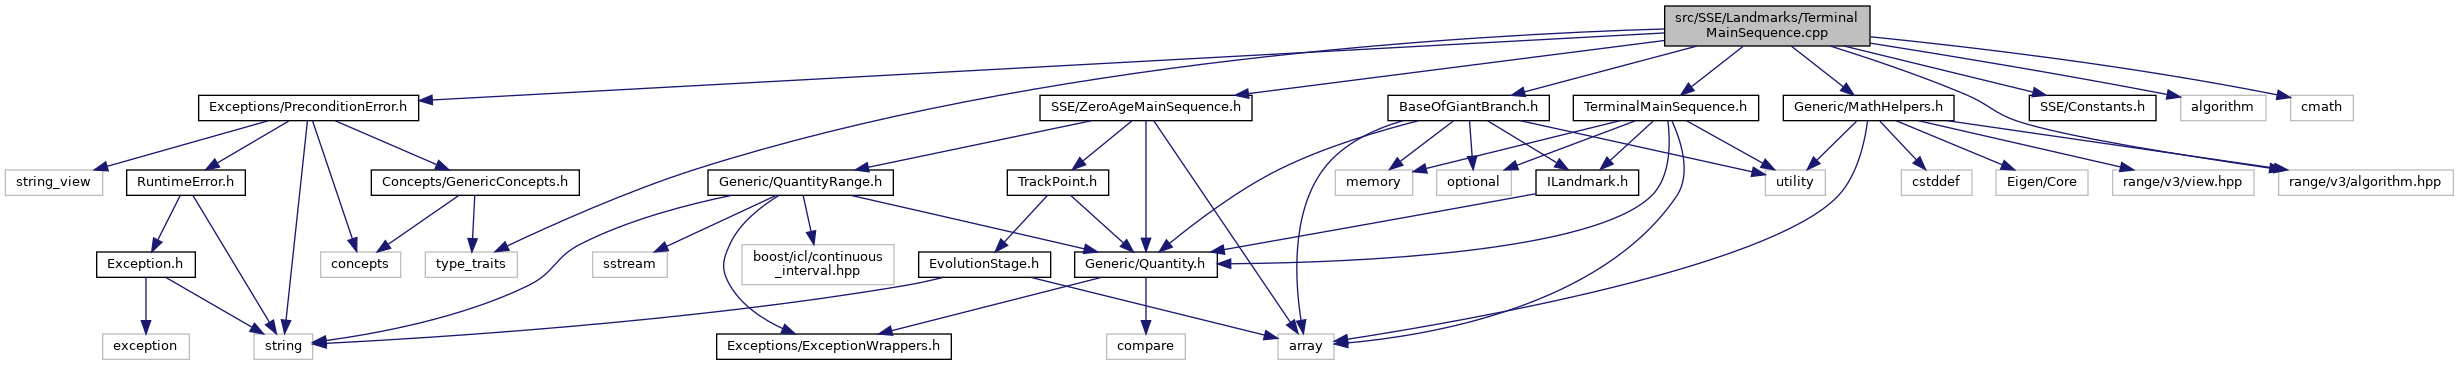 src/SSE/Landmarks/Terminal
MainSequence.cpp
Exceptions/PreconditionError.h
SSE/ZeroAgeMainSequence.h
BaseOfGiantBranch.h
TerminalMainSequence.h
Generic/MathHelpers.h
SSE/Constants.h
algorithm
cmath
string_view
RuntimeError.h
Concepts/GenericConcepts.h
Generic/QuantityRange.h
TrackPoint.h
memory
optional
ILandmark.h
utility
cstddef
Eigen/Core
range/v3/view.hpp
range/v3/algorithm.hpp
Exception.h
concepts
type_traits
sstream
boost/icl/continuous
_interval.hpp
EvolutionStage.h
Generic/Quantity.h
exception
string
Exceptions/ExceptionWrappers.h
compare
array